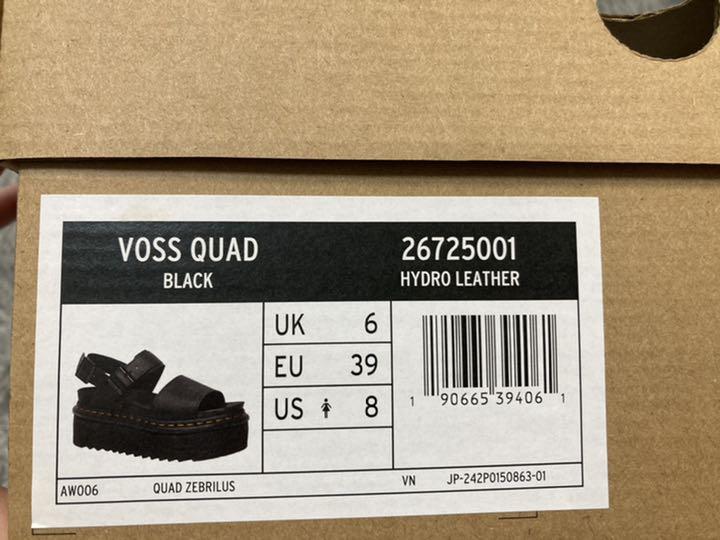 VOSS QUAD 26725001
BLACK HYDRO LEATHER
UK 6
EU 39
US 8
1 90665 39406 1
AW006 QUAD ZEBRILUS VN JP-242P0150863-01